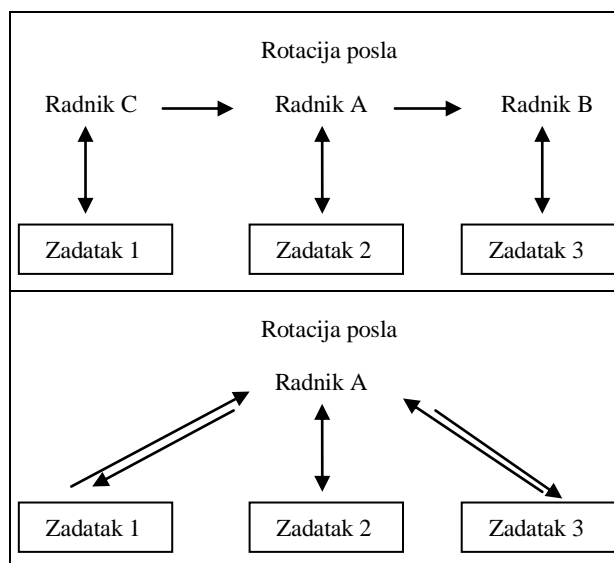 Rotacija posla
Radnik C Radnik A Radnik B
Zadatak 1 Zadatak 2 Zadatak 3
Rotacija posla
Radnik A
Zadatak 1 Zadatak 2 Zadatak 3